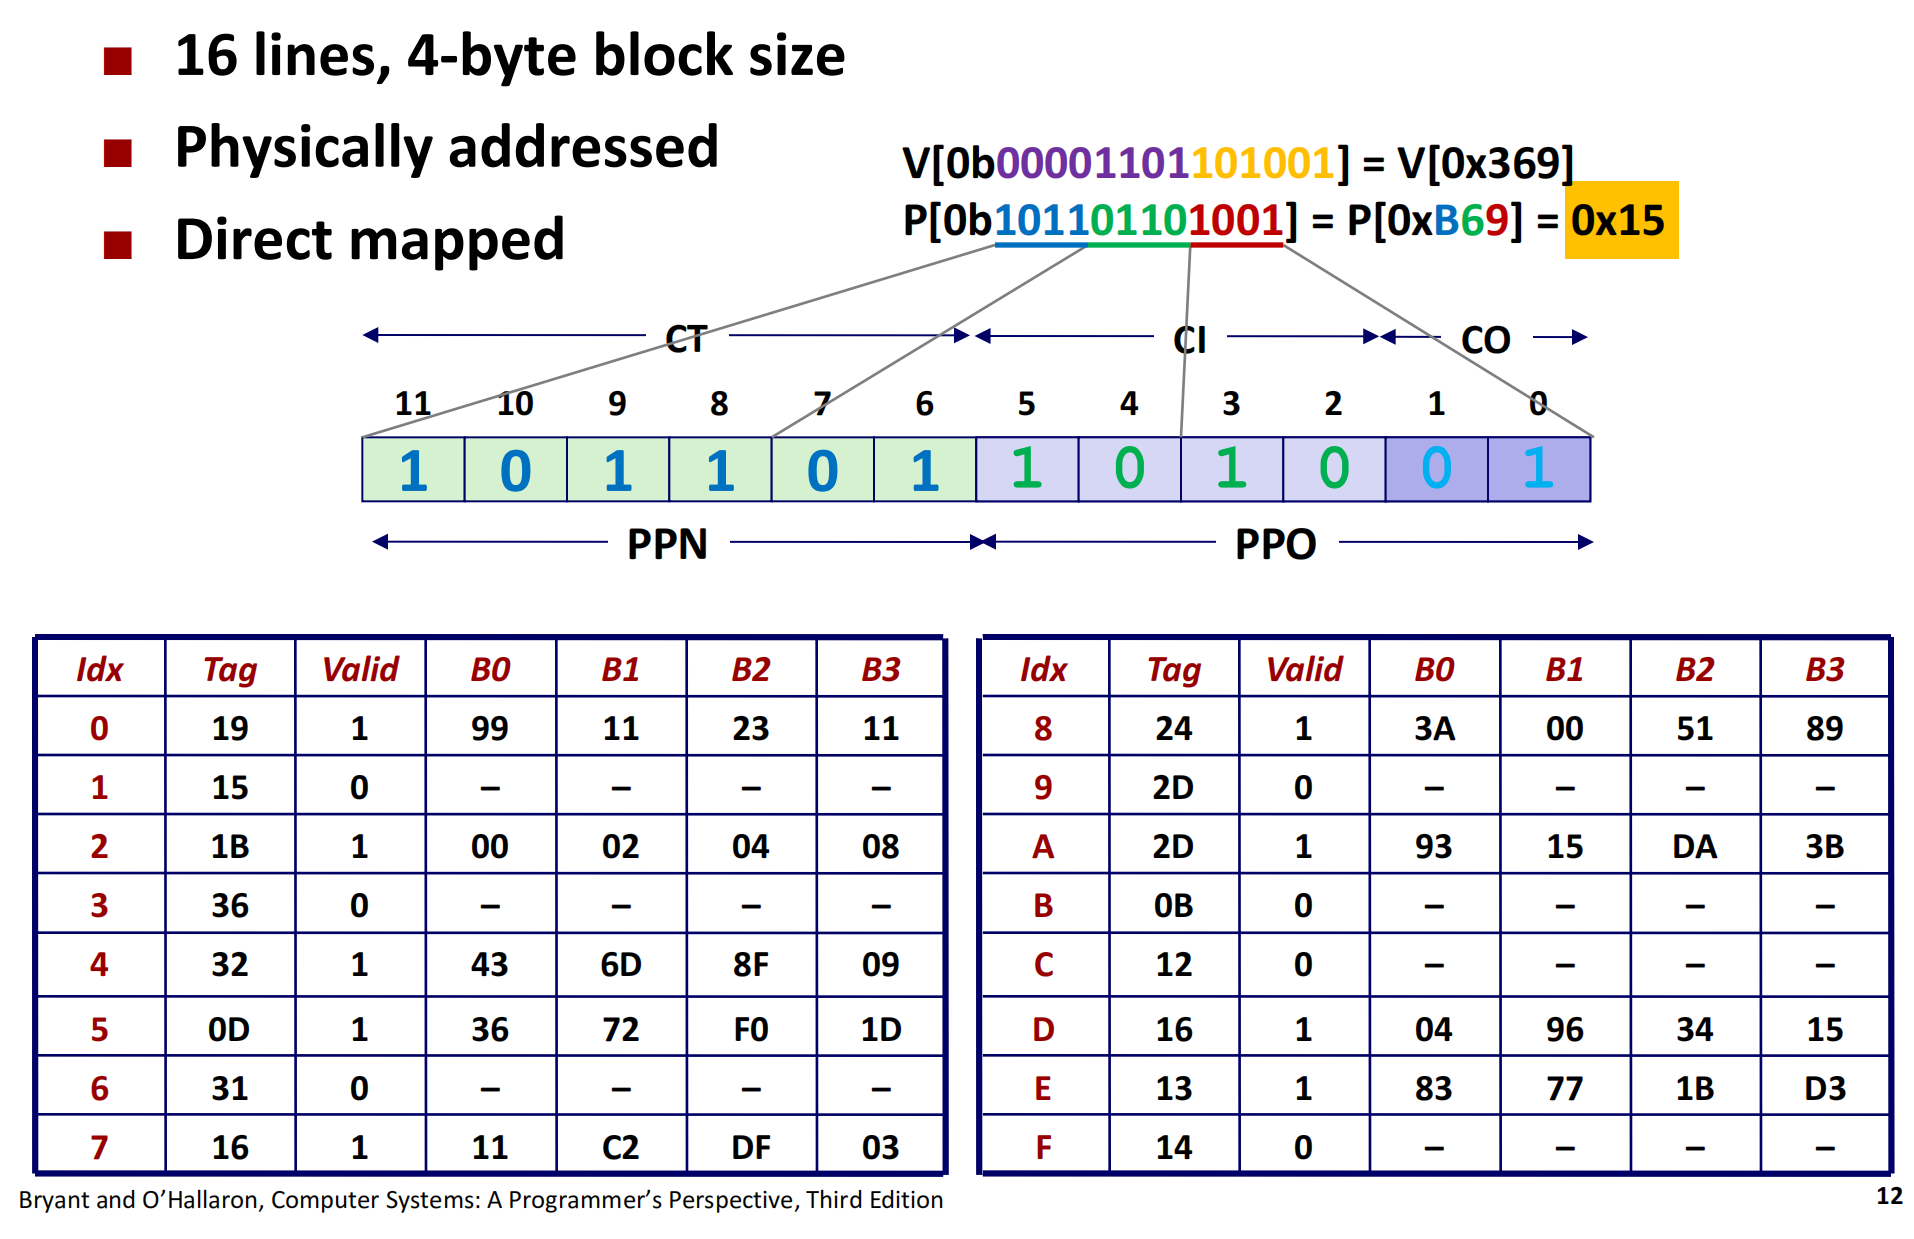 ■ 16 lines, 4-byte block size
■ Physically addressed
■ Direct mapped
V[0b00001101101001] = V[0x369]
P[0b101101101001] = P[0xB69] = 0x15
CT CI CO
11 10 9 8 7 6 5 4 3 2 1 0
1 0 1 1 0 1 1 0 1 0 0 1
PPN PPO
Idx Tag Valid B0 B1 B2 B3
0 19 1 99 11 23 11
1 15 0 – – – –
2 1B 1 00 02 04 08
3 36 0 – – – –
4 32 1 43 6D 8F 09
5 0D 1 36 72 F0 1D
6 31 0 – – – –
7 16 1 11 C2 DF 03
Idx Tag Valid B0 B1 B2 B3
8 24 1 3A 00 51 89
9 2D 0 – – – –
A 2D 1 93 15 DA 3B
B 0B 0 – – – –
C 12 0 – – – –
D 16 1 04 96 34 15
E 13 1 83 77 1B D3
F 14 0 – – – –
Bryant and O’Hallaron, Computer Systems: A Programmer’s Perspective, Third Edition
12